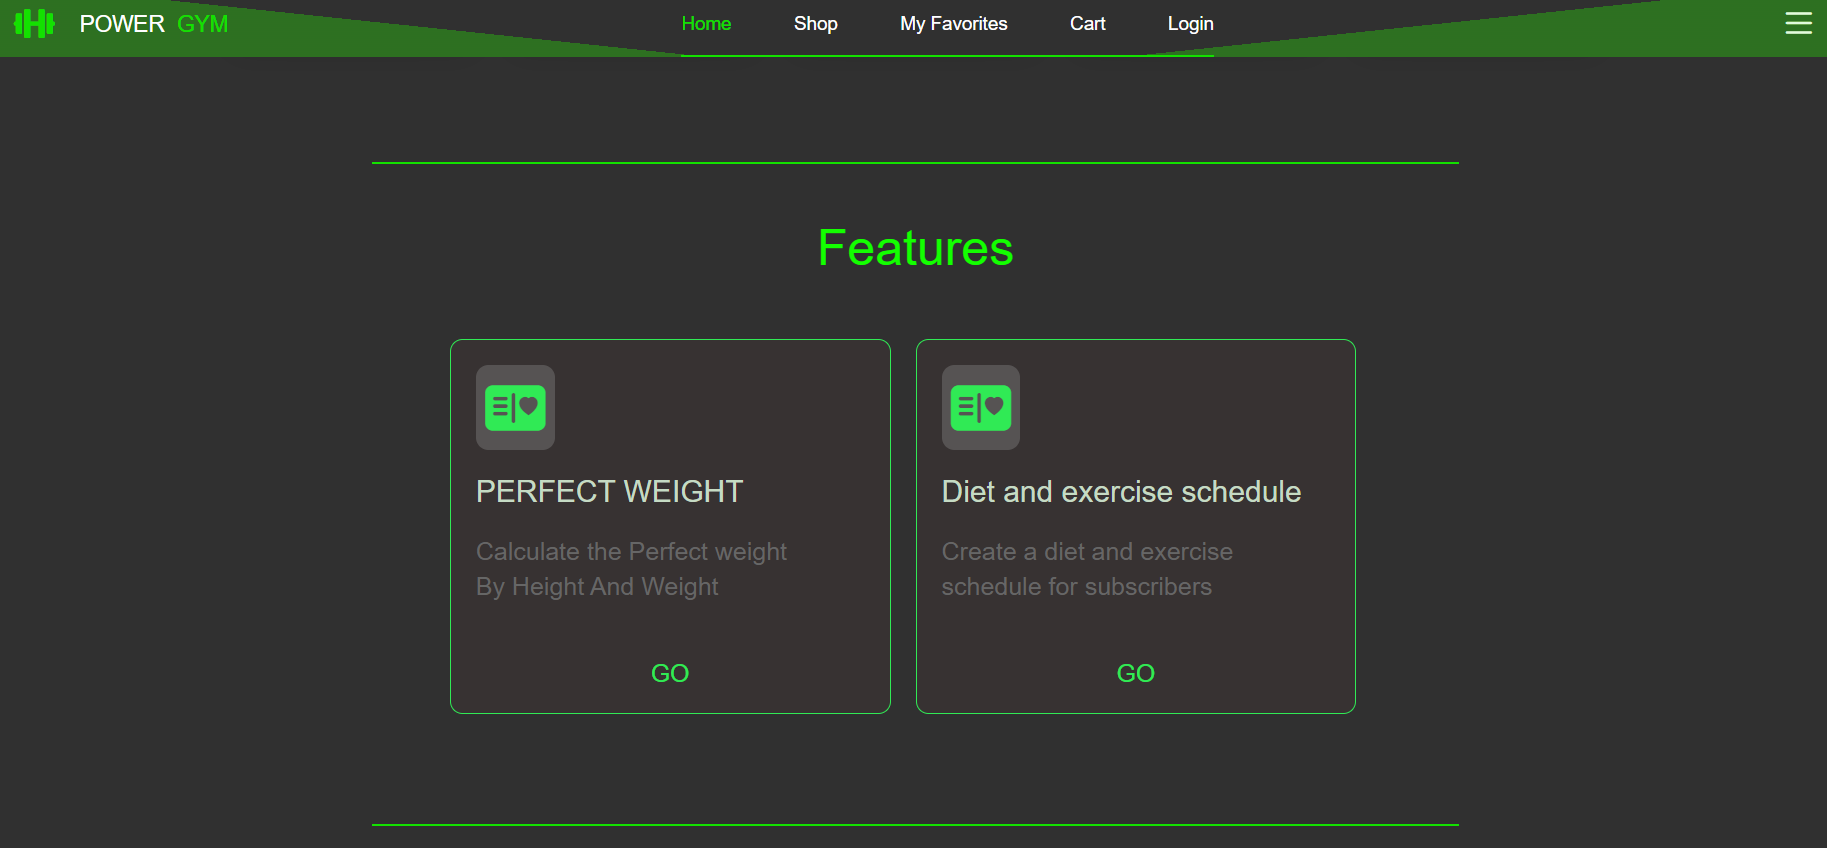 POWER GYM
Home Shop My Favorites Cart Login
Features
PERFECT WEIGHT
Calculate the Perfect weight
By Height And Weight
GO
Diet and exercise schedule
Create a diet and exercise
schedule for subscribers
GO